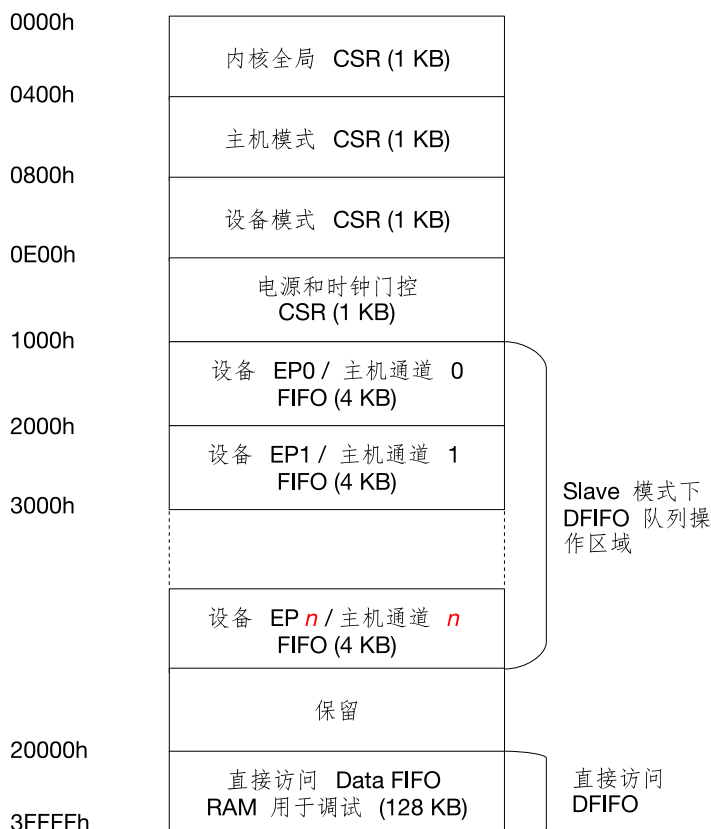 0000h
内核全局 CSR (1 KB)
0400h
主机模式 CSR (1 KB)
0800h
设备模式 CSR (1 KB)
0E00h
电源和时钟门控
CSR (1 KB)
1000h
设备 EP0 / 主机通道 0
FIFO (4 KB)
2000h
设备 EP1 / 主机通道 1
FIFO (4 KB)
3000h
Slave 模式下
DFIFO 队列操
作区域
设备 EP n / 主机通道 n
FIFO (4 KB)
保留
20000h
直接访问 Data FIFO
RAM 用于调试 (128 KB)
直接访问
DFIFO
3FFFFh